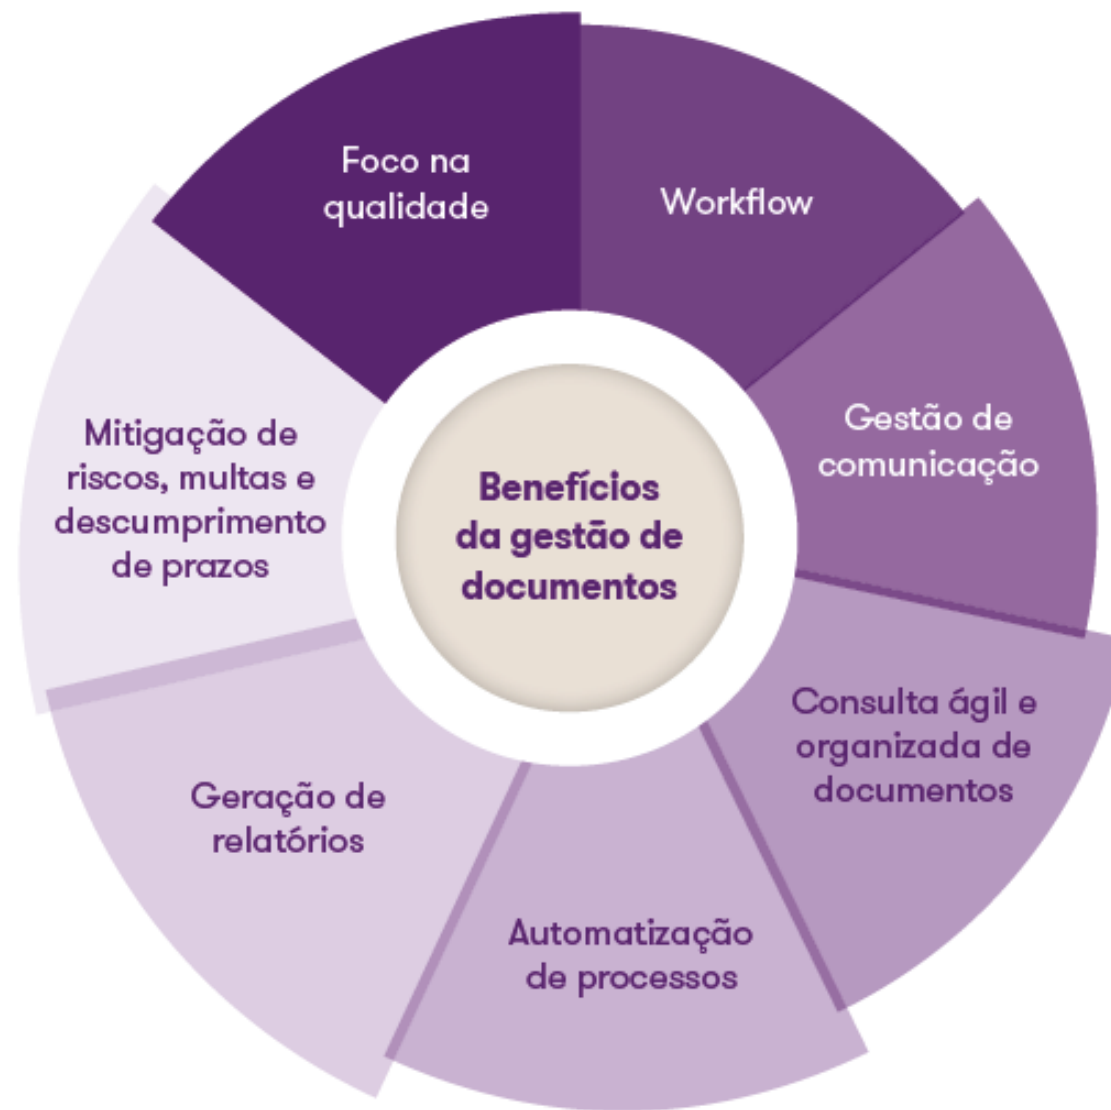 Foco na
qualidade
Workflow
Gestão de
comunicação
Consulta ágil e
organizada de
documentos
Automatização
de processos
Geração de
relatórios
Mitigação de
riscos, multas e
descumprimento
de prazos
Benefícios
da gestão de
documentos